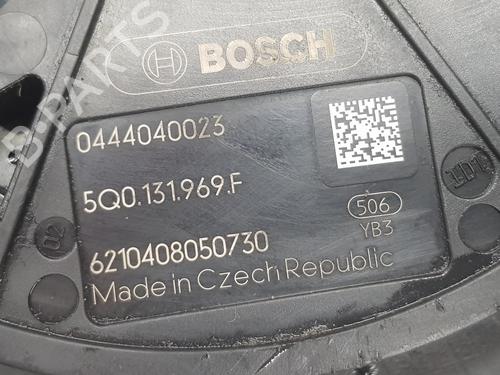 BOSCH
0444040023
5Q0.131.969.F
506
YB3
6210408050730
Made in Czech Republic
B-PARTS